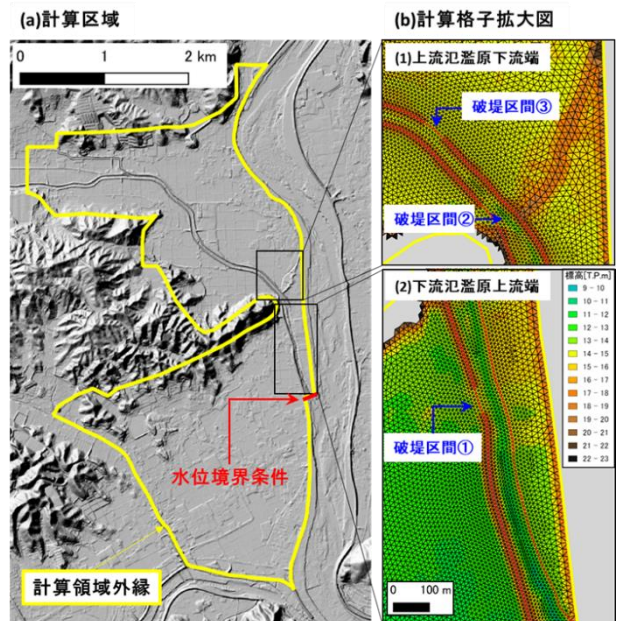 (a)計算区域
0 1 2 km
水位境界条件
計算領域外縁
(b)計算格子拡大図
(1)上流氾濫原下流端
破堤区間③
破堤区間②
(2)下流氾濫原上流端
標高[T.P.m]
9 - 10
10 - 11
11 - 12
12 - 13
13 - 14
14 - 15
15 - 16
16 - 17
17 - 18
18 - 19
19 - 20
20 - 21
21 - 22
22 - 23
破堤区間①
0 100 m